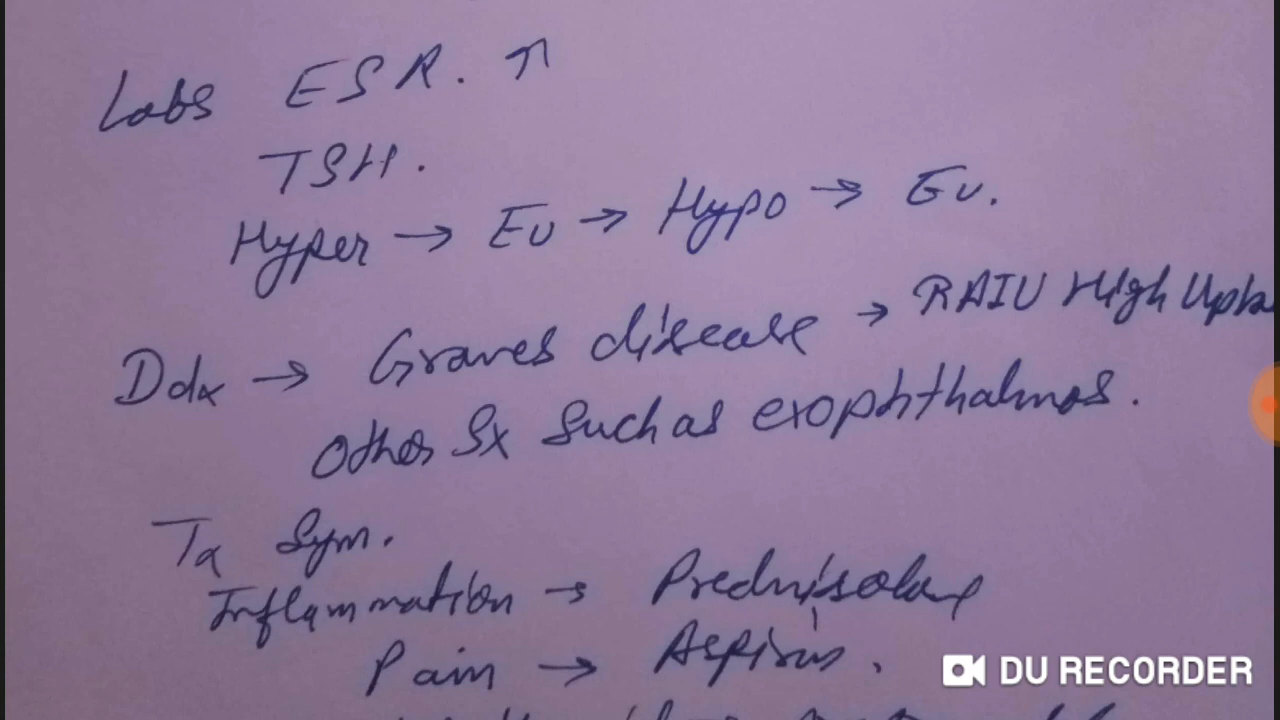 Labs ESR. ↑
TSH.
Hyper → Eu → Hypo → Eu.
Ddx → Graves disease → RAIU High Upta
Other Sx Such as exophthalmos.
Tx Sym.
Inflammation → Prednisolone
Pain → Aspirin.
DU RECORDER